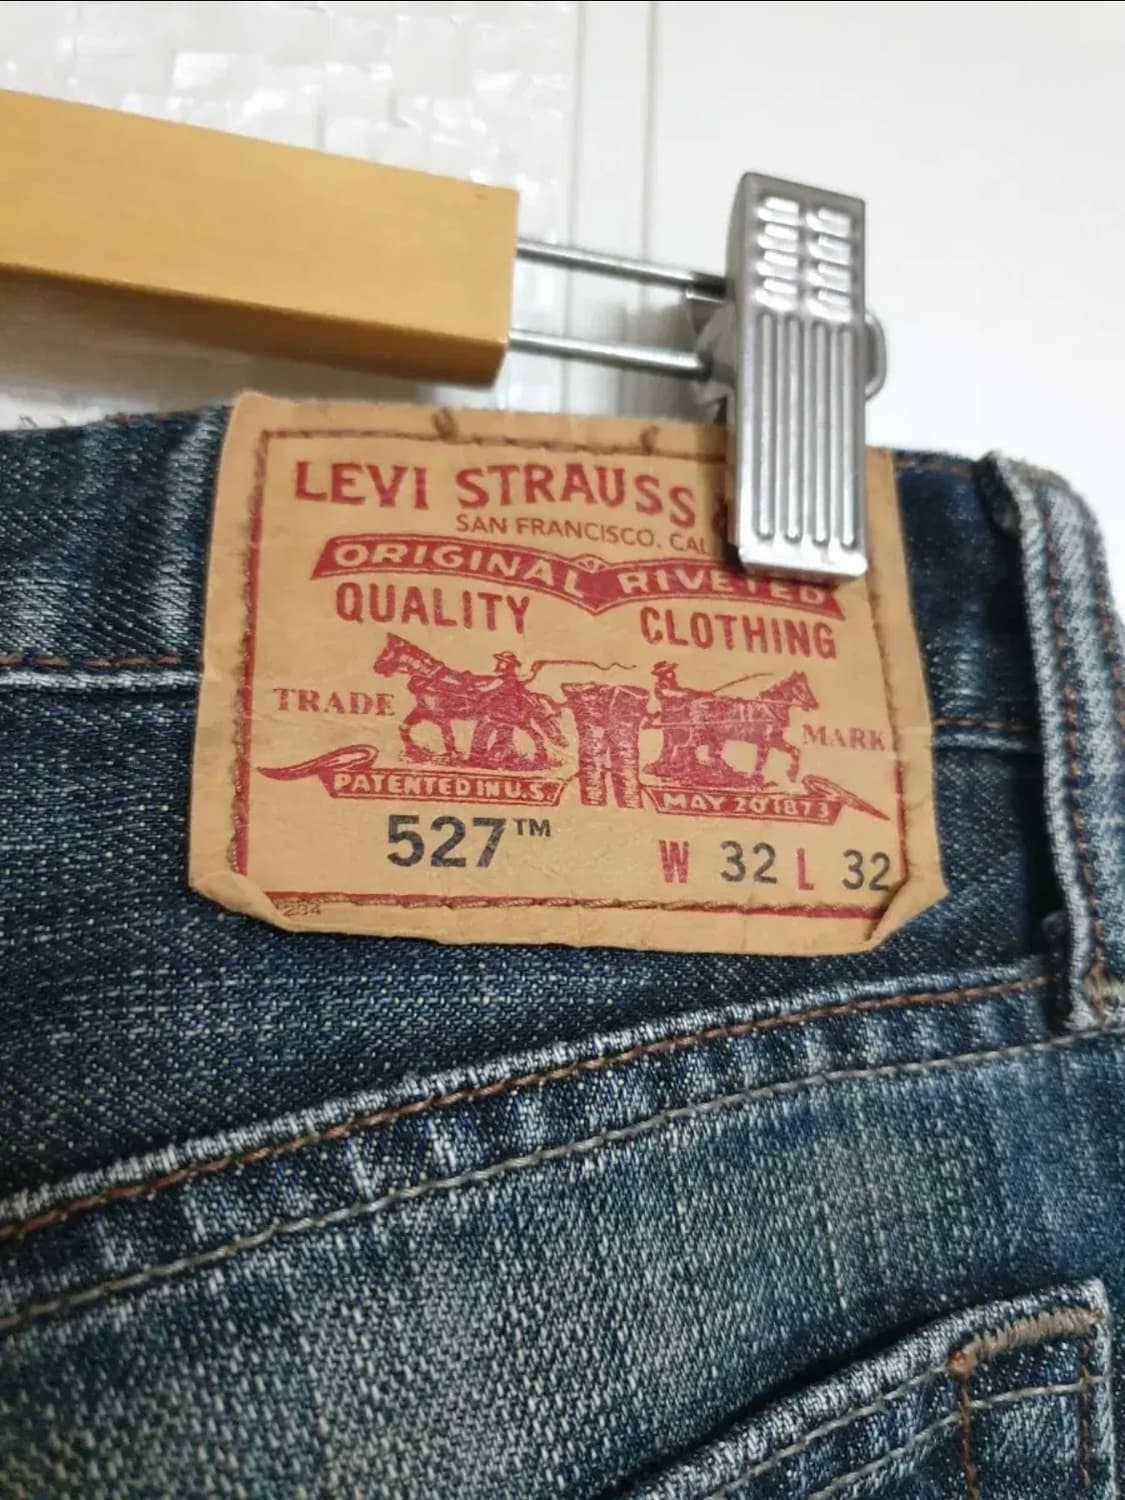 LEVI STRAUSS
SAN FRANCISCO. CAL
ORIGINAL RIVETED
QUALITY CLOTHING
TRADE MARK
PATENTED IN U.S. MAY 20 1873
527™ W 32 L 32